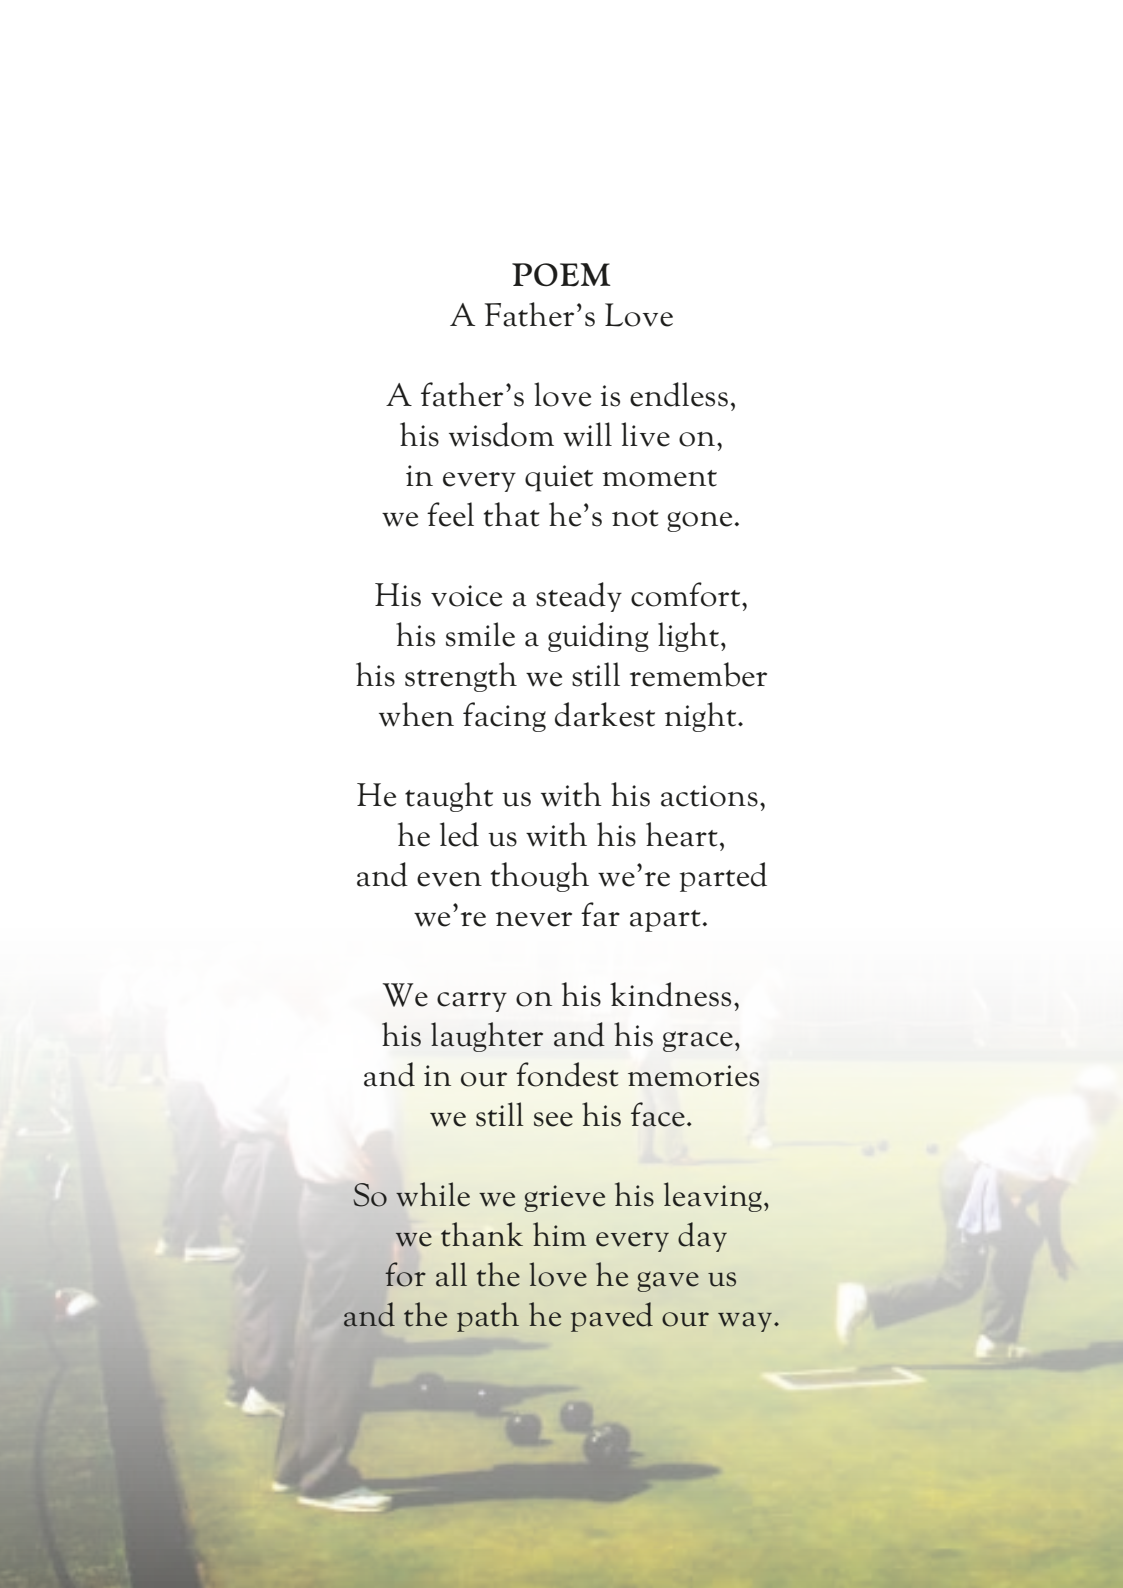 POEM
A Father’s Love
A father’s love is endless,
his wisdom will live on,
in every quiet moment
we feel that he’s not gone.
His voice a steady comfort,
his smile a guiding light,
his strength we still remember
when facing darkest night.
He taught us with his actions,
he led us with his heart,
and even though we’re parted
we’re never far apart.
We carry on his kindness,
his laughter and his grace,
and in our fondest memories
we still see his face.
So while we grieve his leaving,
we thank him every day
for all the love he gave us
and the path he paved our way.